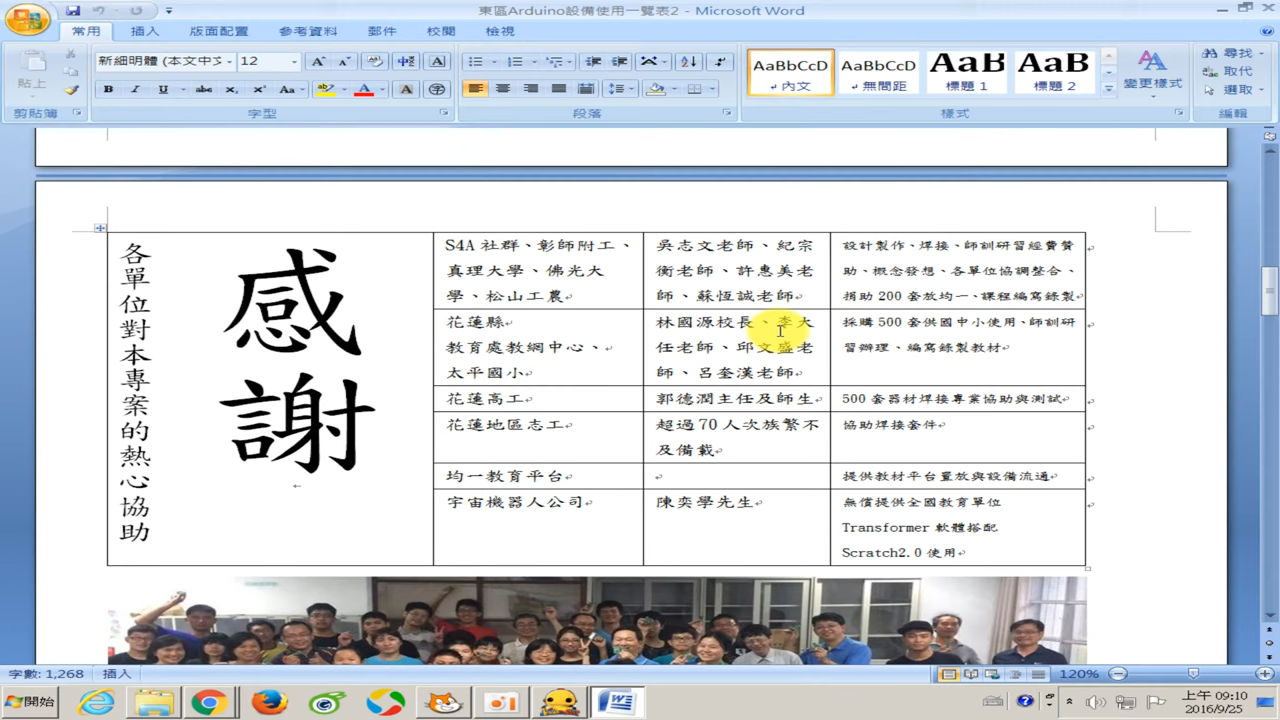 東區Arduino設備使用一覽表2 - Microsoft Word
常用 插入 版面配置 參考資料 郵件 校閱 檢視
新細明體 (本文中文 12
AaBbCcD AaBbCcD AaB AaB
貼上
內文 無間距 標題 1 標題 2 變更樣式
尋找
取代
選取
剪貼簿 字型 段落 樣式 編輯
各單位對本專案的熱心協助
感謝
S4A 社群、彰師附工、
真理大學、佛光大
學、松山工農
吳志文老師、紀宗
衡老師、許惠美老
師、蘇恆誠老師
設計製作、焊接、師訓研習經費贊
助、概念發想、各單位協調整合、
捐助 200 套放均一、課程編寫錄製
花蓮縣
教育處教網中心、
太平國小
林國源校長、李大
任老師、邱文盛老
師、呂奎漢老師
採購 500 套供國中小使用、師訓研
習辦理、編寫錄製教材
花蓮高工
郭德潤主任及師生
500 套器材焊接專業協助與測試
花蓮地區志工
超過 70 人次族繁不
及備載
協助焊接套件
均一教育平台
提供教材平台置放與設備流通
宇宙機器人公司
陳奕學先生
無償提供全國教育單位
Transformer 軟體搭配
Scratch2.0 使用
字數: 1,268 插入 120%
開始 上午 09:10
2016/9/25